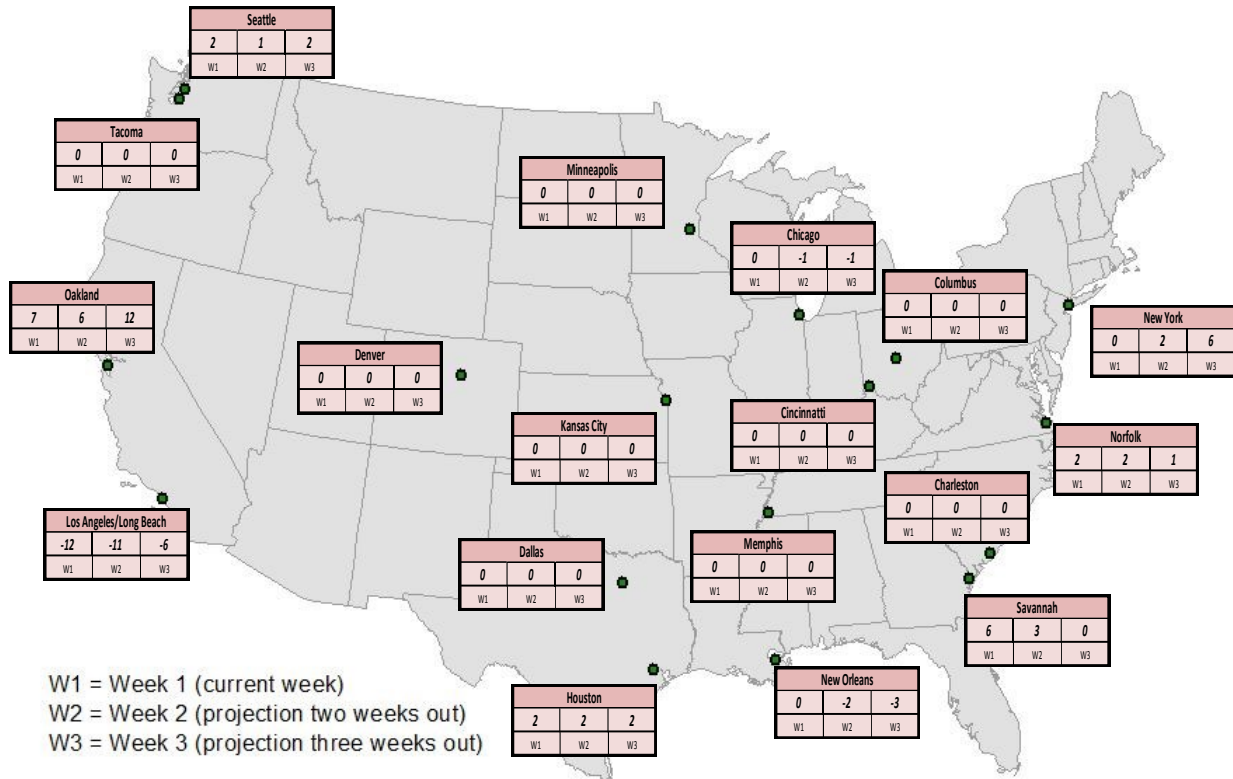 Seattle
2 1 2
W1 W2 W3
Tacoma
0 0 0
W1 W2 W3
Minneapolis
0 0 0
W1 W2 W3
Chicago
0 -1 -1
W1 W2 W3
Columbus
0 0 0
W1 W2 W3
Oakland
7 6 12
W1 W2 W3
New York
0 2 6
W1 W2 W3
Denver
0 0 0
W1 W2 W3
Kansas City
0 0 0
W1 W2 W3
Cincinnatti
0 0 0
W1 W2 W3
Norfolk
2 2 1
W1 W2 W3
Charleston
0 0 0
W1 W2 W3
Los Angeles/Long Beach
-12 -11 -6
W1 W2 W3
Dallas
0 0 0
W1 W2 W3
Memphis
0 0 0
W1 W2 W3
Savannah
6 3 0
W1 W2 W3
New Orleans
0 -2 -3
W1 W2 W3
Houston
2 2 2
W1 W2 W3
W1 = Week 1 (current week)
W2 = Week 2 (projection two weeks out)
W3 = Week 3 (projection three weeks out)